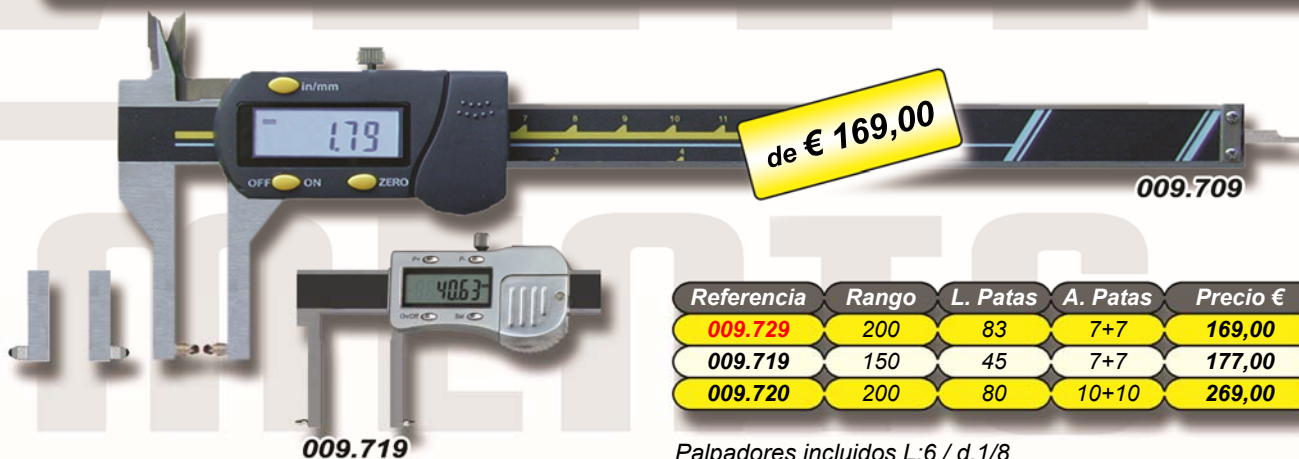 in/mm
- 1.79
OFF ON ZERO
7 8 9 10 11
3 4
de € 169,00
009.709
P+ P-
40.63
On/Off Set
009.719
Referencia Rango L. Patas A. Patas Precio €
009.729 200 83 7+7 169,00
009.719 150 45 7+7 177,00
009.720 200 80 10+10 269,00
Palpadores incluidos L:6 / d.1/8